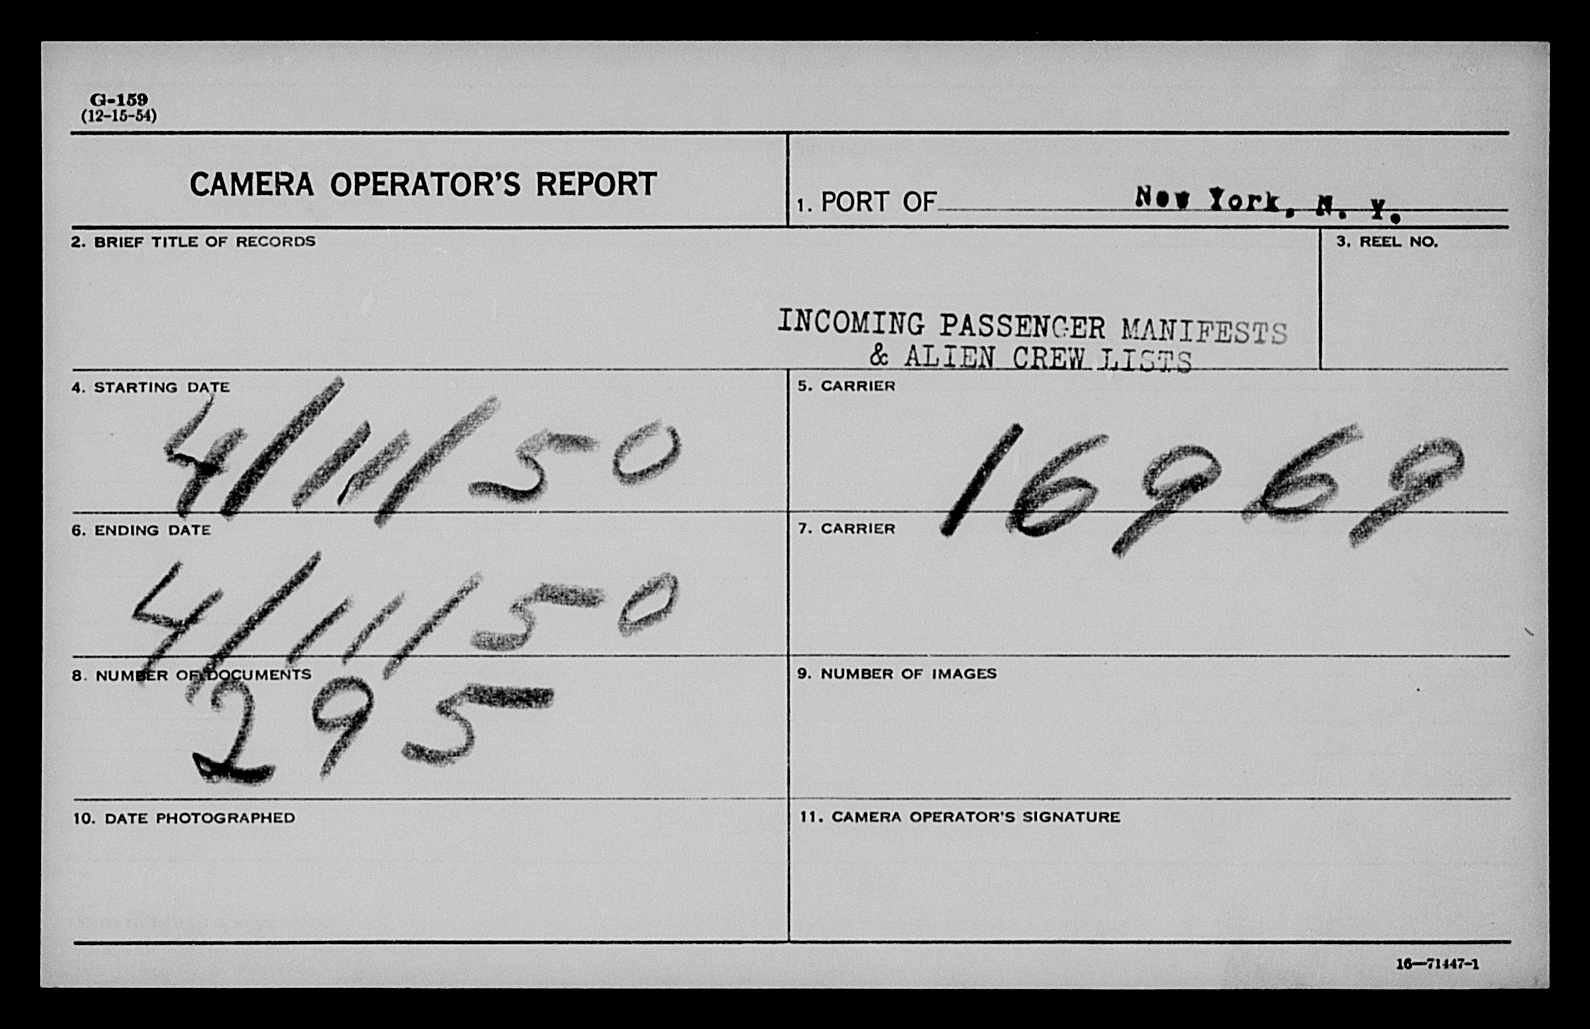 G-159
(12-15-54)
CAMERA OPERATOR'S REPORT
1. PORT OF New York, N. Y.
2. BRIEF TITLE OF RECORDS
3. REEL NO.
INCOMING PASSENGER MANIFESTS
& ALIEN CREW LISTS
4. STARTING DATE
4/11/50
5. CARRIER
16969
6. ENDING DATE
4/11/50
7. CARRIER
8. NUMBER OF DOCUMENTS
295
9. NUMBER OF IMAGES
10. DATE PHOTOGRAPHED
11. CAMERA OPERATOR'S SIGNATURE
16—71447-1